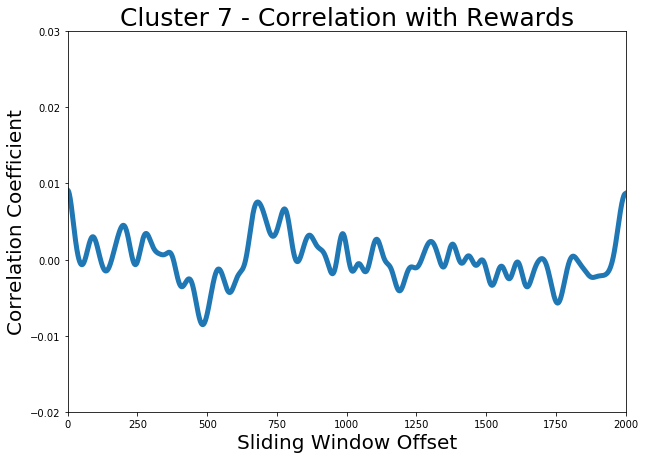 Cluster 7 - Correlation with Rewards
0.03
0.02
0.01
0.00
−0.01
−0.02
Correlation Coefficient
0 250 500 750 1000 1250 1500 1750 2000
Sliding Window Offset